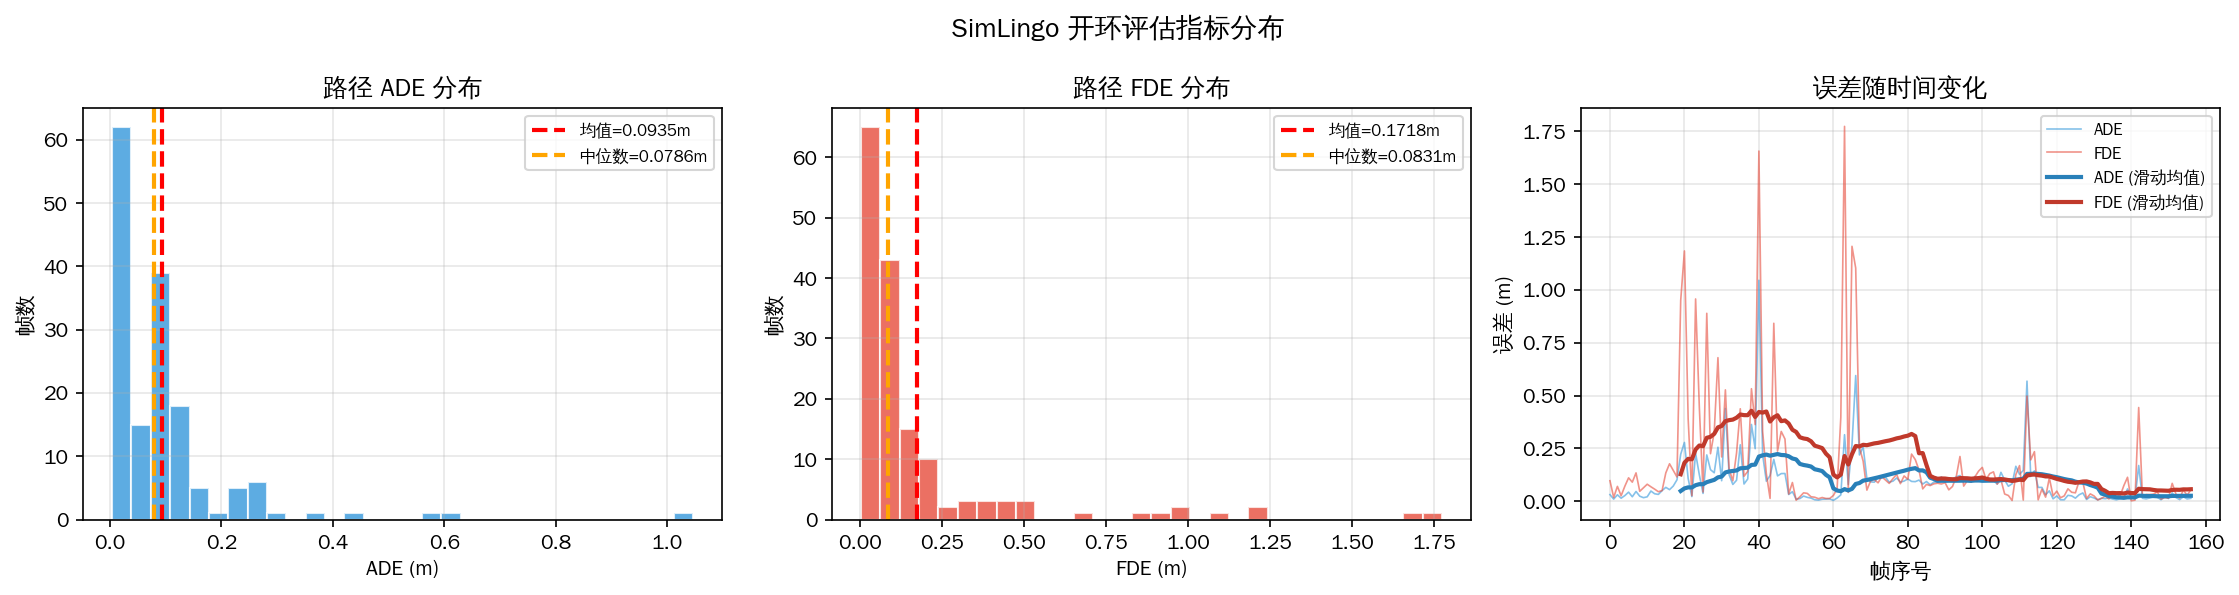 SimLingo 开环评估指标分布
路径 ADE 分布
均值=0.0935m
中位数=0.0786m
帧数
60
50
40
30
20
10
0
0.0 0.2 0.4 0.6 0.8 1.0
ADE (m)
路径 FDE 分布
均值=0.1718m
中位数=0.0831m
帧数
60
50
40
30
20
10
0
0.00 0.25 0.50 0.75 1.00 1.25 1.50 1.75
FDE (m)
误差随时间变化
ADE
FDE
ADE (滑动均值)
FDE (滑动均值)
误差 (m)
1.75
1.50
1.25
1.00
0.75
0.50
0.25
0.00
0 20 40 60 80 100 120 140 160
帧序号